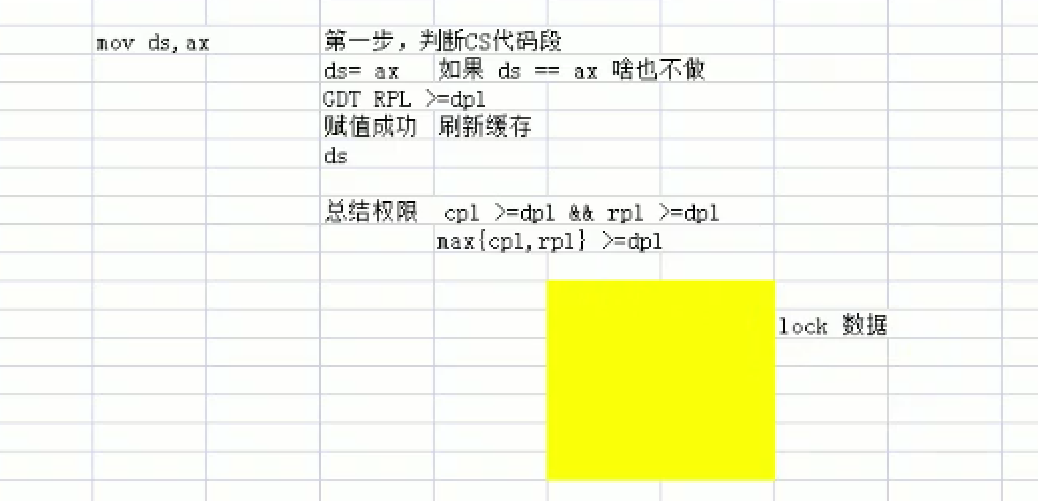 mov ds,ax 第一步，判断CS代码段
ds= ax 如果 ds == ax 啥也不做
GDT RPL >=dpl
赋值成功 刷新缓存
ds
总结权限 cpl >=dpl && rpl >=dpl
max{cpl,rpl} >=dpl
lock 数据